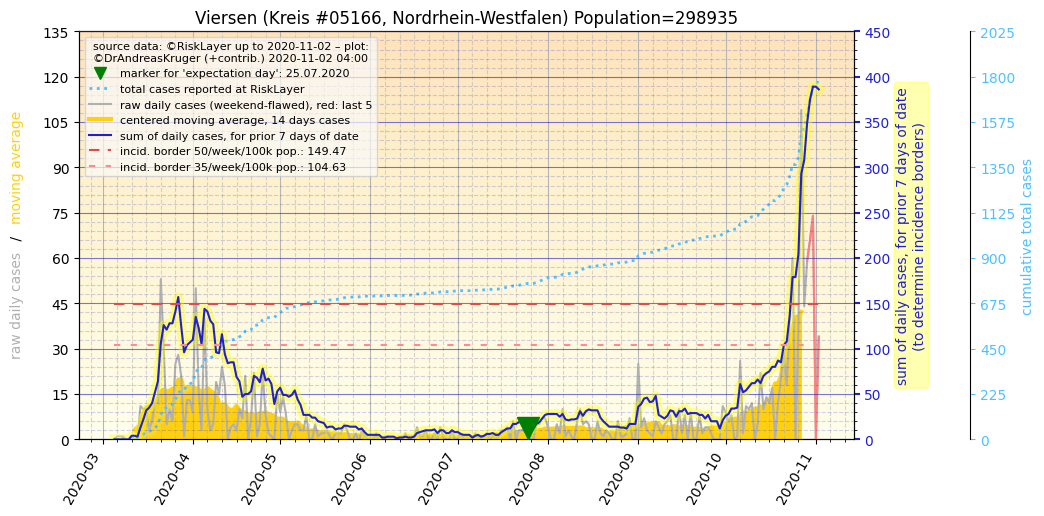 Viersen (Kreis #05166, Nordrhein-Westfalen) Population=298935
source data: ©RiskLayer up to 2020-11-02 – plot:
©DrAndreasKruger (+contrib.) 2020-11-02 04:00
marker for 'expectation day': 25.07.2020
total cases reported at RiskLayer
raw daily cases (weekend-flawed), red: last 5
centered moving average, 14 days cases
sum of daily cases, for prior 7 days of date
incid. border 50/week/100k pop.: 149.47
incid. border 35/week/100k pop.: 104.63
raw daily cases / moving average
135
120
105
90
75
60
45
30
15
0
2020-03
2020-04
2020-05
2020-06
2020-07
2020-08
2020-09
2020-10
2020-11
450
400
350
300
250
200
150
100
50
0
sum of daily cases, for prior 7 days of date
(to determine incidence borders)
2025
1800
1575
1350
1125
900
675
450
225
0
cumulative total cases